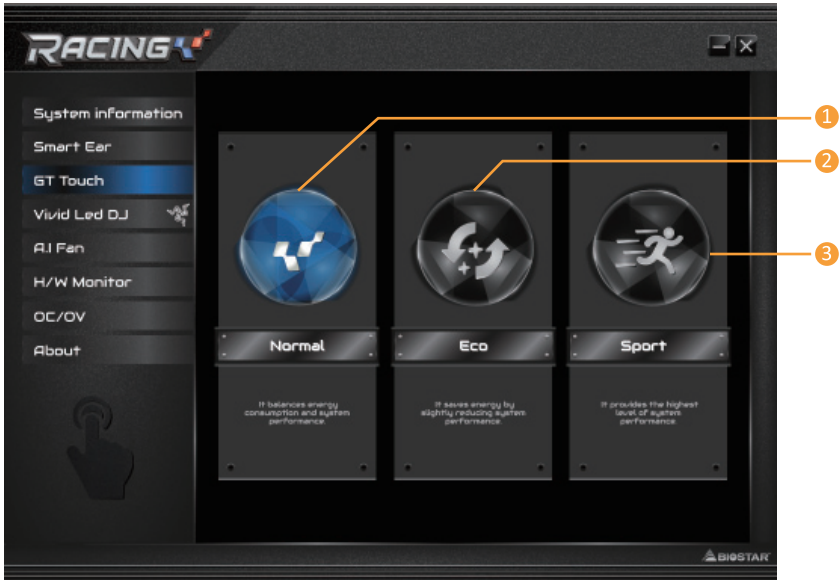 RACING
System information
Smart Ear
GT Touch
Vivid Led DJ
A.I Fan
H/W Monitor
OC/OV
About
1
2
3
Normal
Eco
Sport
It balances energy
consumption and system
performance.
It saves energy by
slightly reducing system
performance.
It provides the highest
level of system
performance.
BIOSTAR